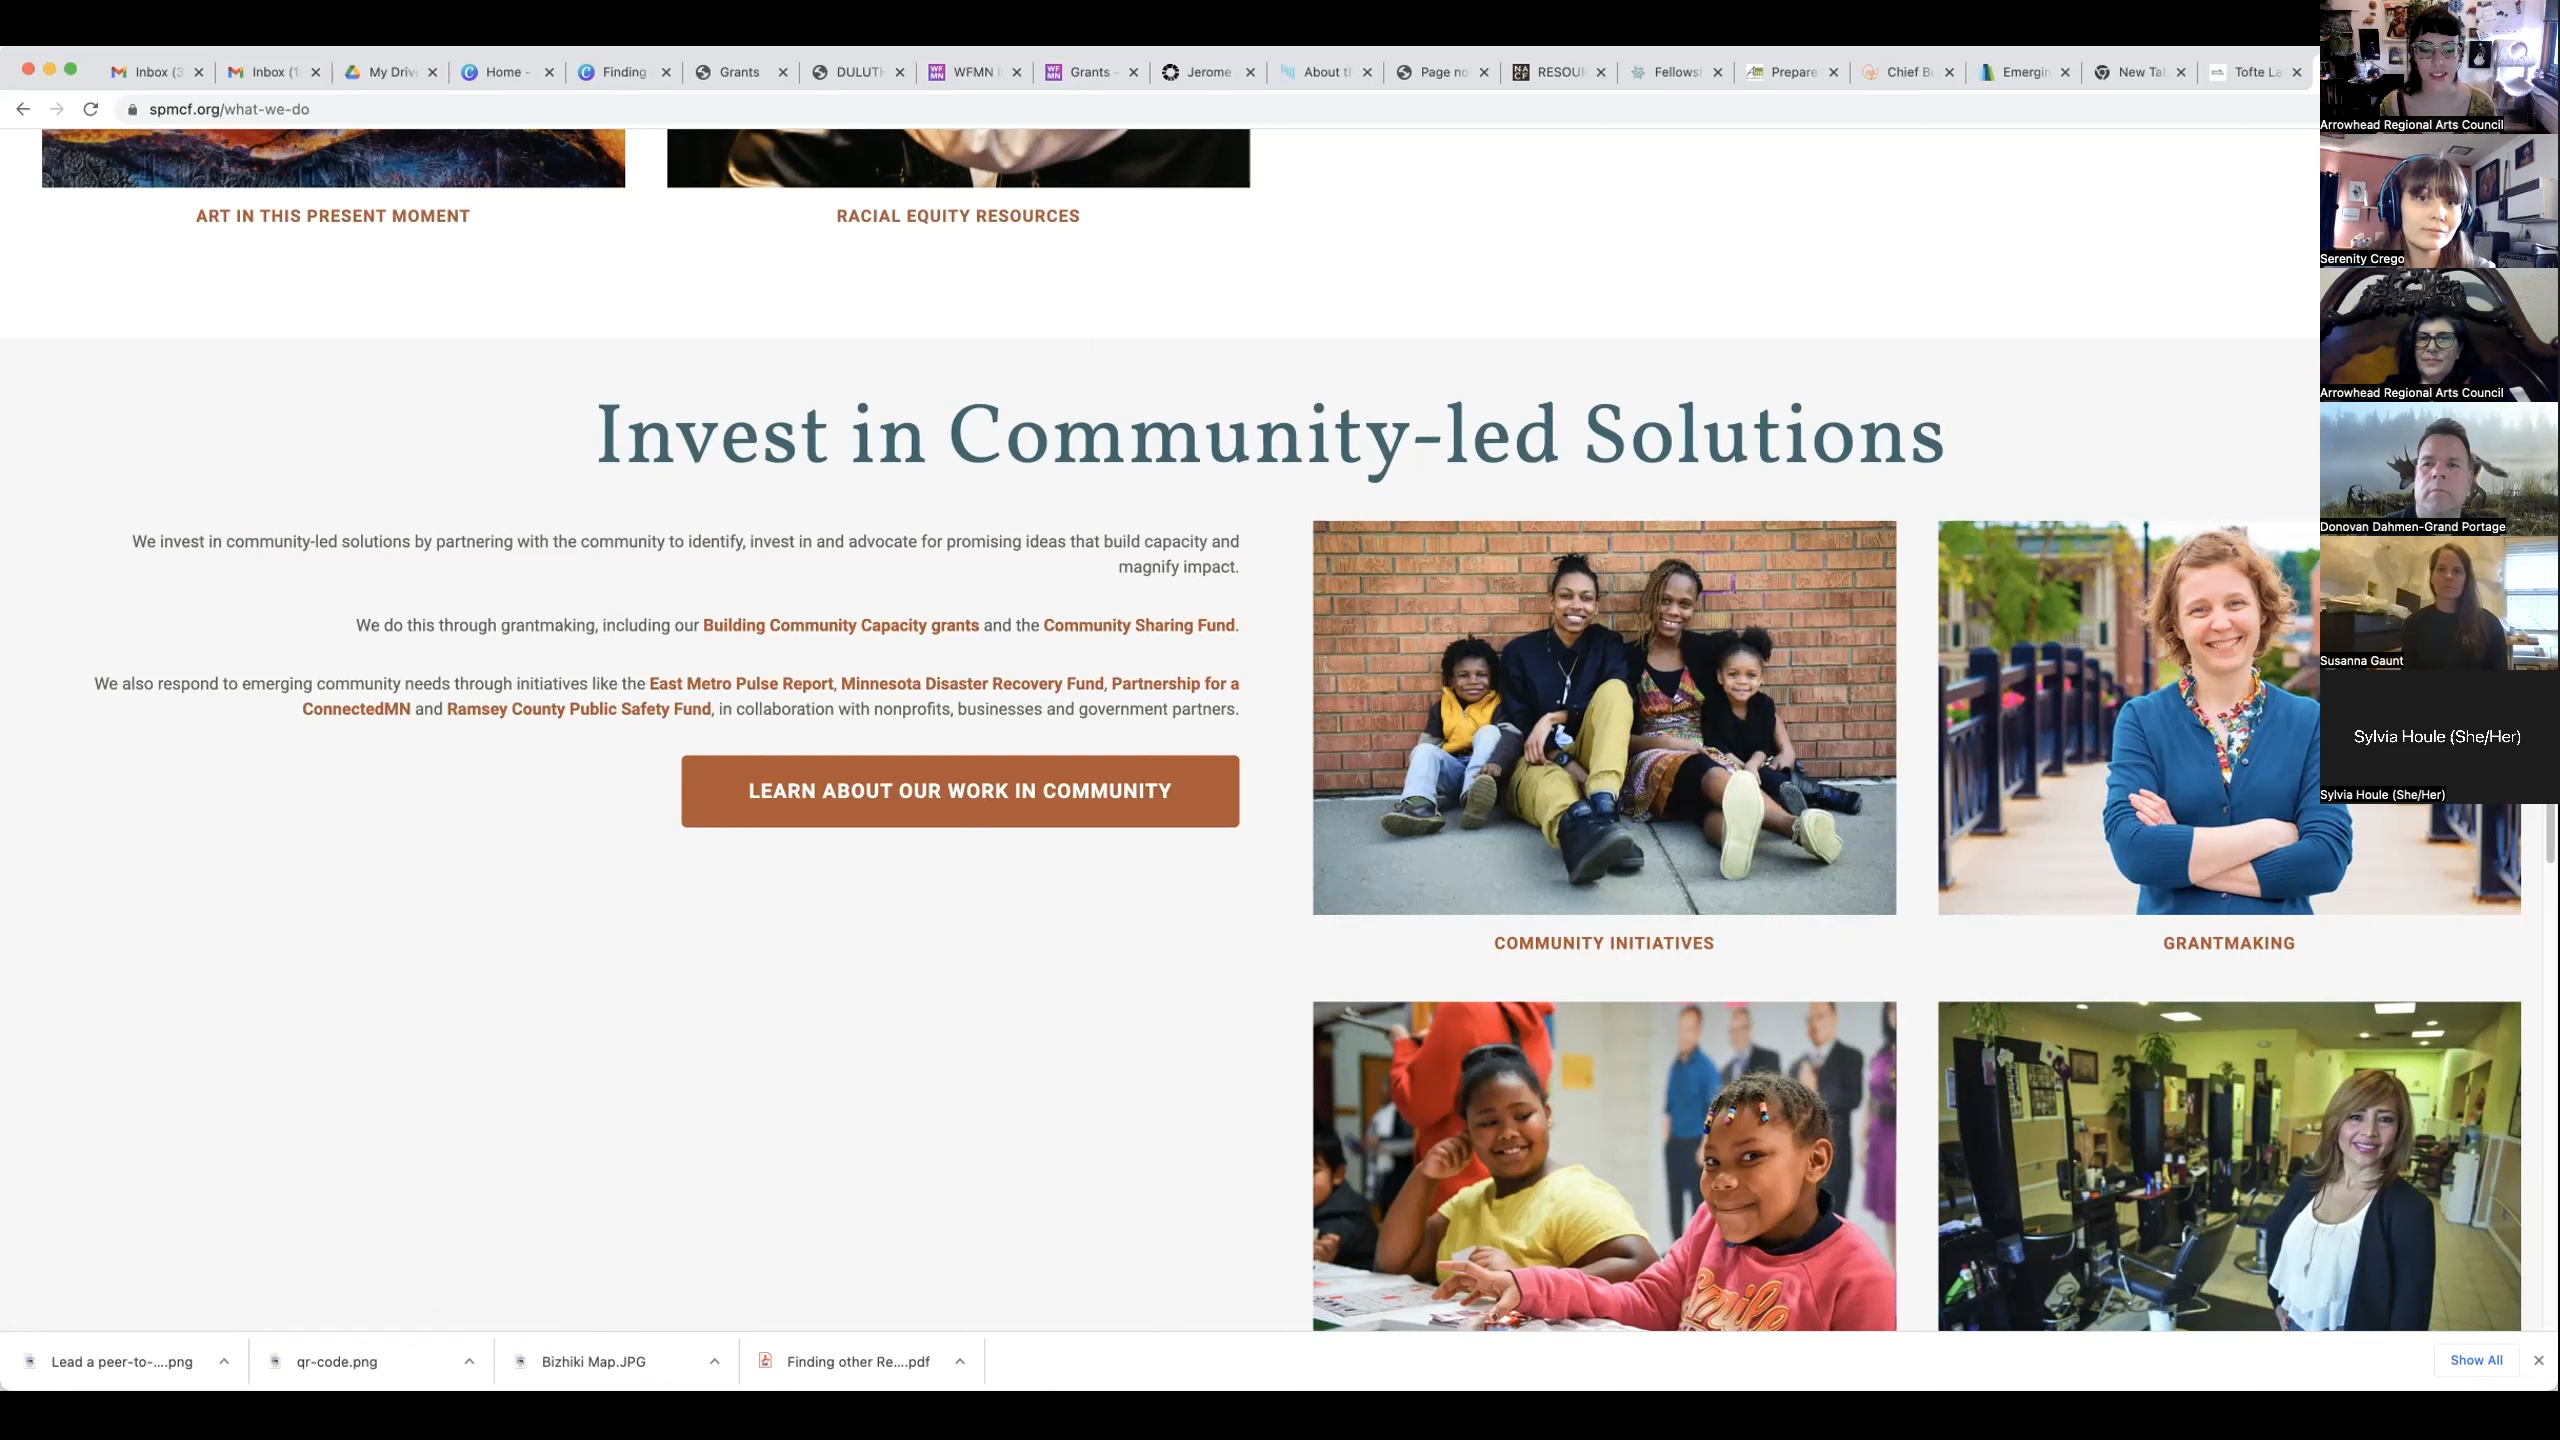 Inbox (3
Inbox (1
My Driv
Home -
Finding
Grants
DULUTH
WFMN
Grants -
Jerome
About t
Page no
RESOUR
Fellows
Prepare
Chief B
Emergin
New Ta
Tofte La
spmcf.org/what-we-do
ART IN THIS PRESENT MOMENT
RACIAL EQUITY RESOURCES
Invest in Community-led Solutions
We invest in community-led solutions by partnering with the community to identify, invest in and advocate for promising ideas that build capacity and
magnify impact.
We do this through grantmaking, including our Building Community Capacity grants and the Community Sharing Fund.
We also respond to emerging community needs through initiatives like the East Metro Pulse Report, Minnesota Disaster Recovery Fund, Partnership for a
ConnectedMN and Ramsey County Public Safety Fund, in collaboration with nonprofits, businesses and government partners.
LEARN ABOUT OUR WORK IN COMMUNITY
COMMUNITY INITIATIVES
GRANTMAKING
Smile
Arrowhead Regional Arts Council
Serenity Crego
Arrowhead Regional Arts Council
Donovan Dahmen-Grand Portage
Susanna Gaunt
Sylvia Houle (She/Her)
Sylvia Houle (She/Her)
Lead a peer-to-....png
qr-code.png
Bizhiki Map.JPG
Finding other Re....pdf
Show All